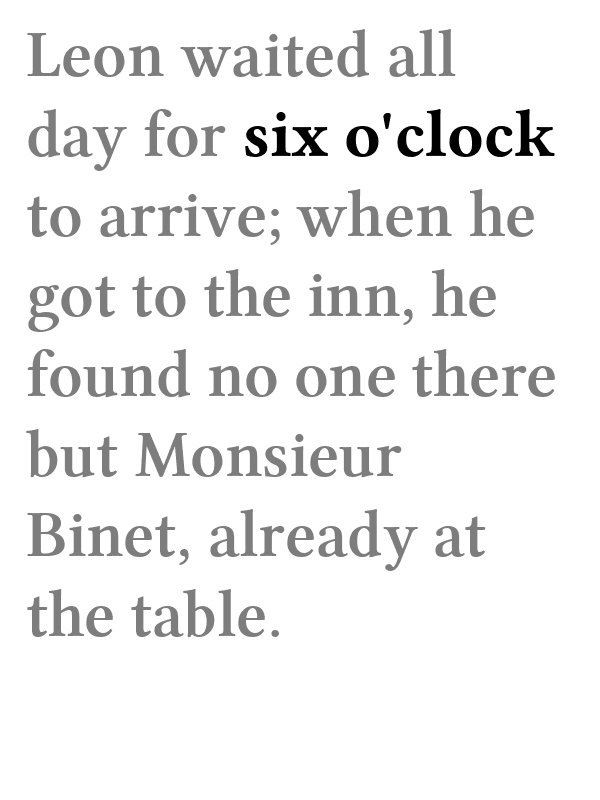 Leon waited all
day for six o'clock
to arrive; when he
got to the inn, he
found no one there
but Monsieur
Binet, already at
the table.